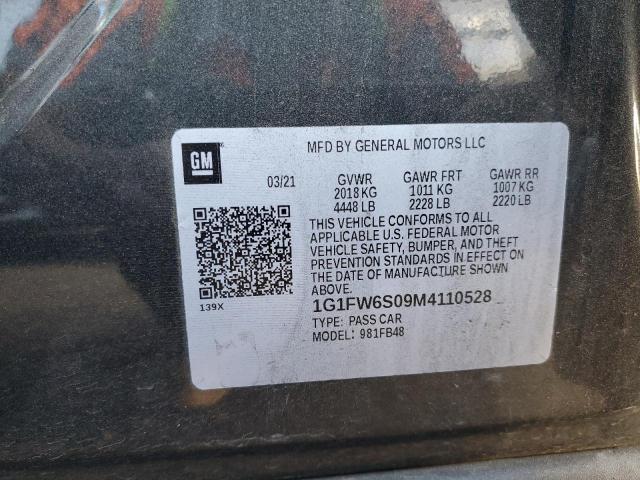 GM
MFD BY GENERAL MOTORS LLC
03/21 GVWR GAWR FRT GAWR RR
2018 KG 1011 KG 1007 KG
4448 LB 2228 LB 2220 LB
THIS VEHICLE CONFORMS TO ALL
APPLICABLE U.S. FEDERAL MOTOR
VEHICLE SAFETY, BUMPER, AND THEFT
PREVENTION STANDARDS IN EFFECT ON
THE DATE OF MANUFACTURE SHOWN
ABOVE.
139X
1G1FW6S09M4110528
TYPE: PASS CAR
MODEL: 981FB48